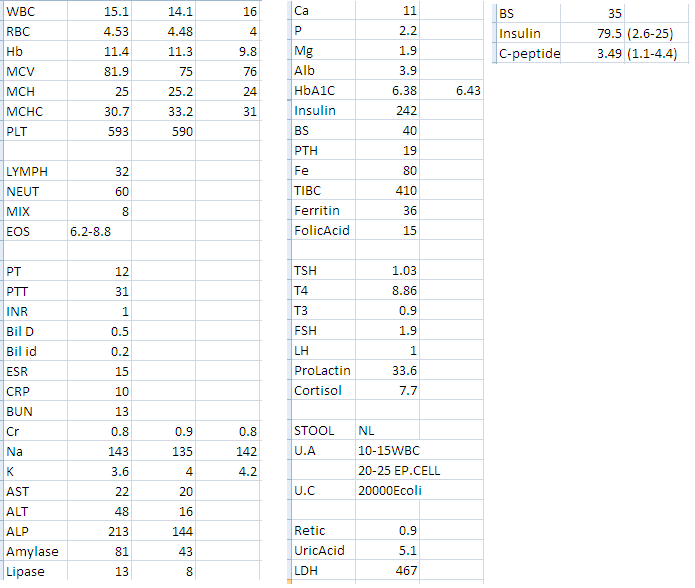 WBC 15.1 14.1 16
RBC 4.53 4.48 4
Hb 11.4 11.3 9.8
MCV 81.9 75 76
MCH 25 25.2 24
MCHC 30.7 33.2 31
PLT 593 590
LYMPH 32
NEUT 60
MIX 8
EOS 6.2-8.8
PT 12
PTT 31
INR 1
Bil D 0.5
Bil id 0.2
ESR 15
CRP 10
BUN 13
Cr 0.8 0.9 0.8
Na 143 135 142
K 3.6 4 4.2
AST 22 20
ALT 48 16
ALP 213 144
Amylase 81 43
Lipase 13 8
Ca 11
P 2.2
Mg 1.9
Alb 3.9
HbA1C 6.38 6.43
Insulin 242
BS 40
PTH 19
Fe 80
TIBC 410
Ferritin 36
FolicAcid 15
TSH 1.03
T4 8.86
T3 0.9
FSH 1.9
LH 1
ProLactin 33.6
Cortisol 7.7
STOOL NL
U.A 10-15WBC
20-25 EP.CELL
U.C 20000Ecoli
Retic 0.9
UricAcid 5.1
LDH 467
BS 35
Insulin 79.5 (2.6-25)
C-peptide 3.49 (1.1-4.4)